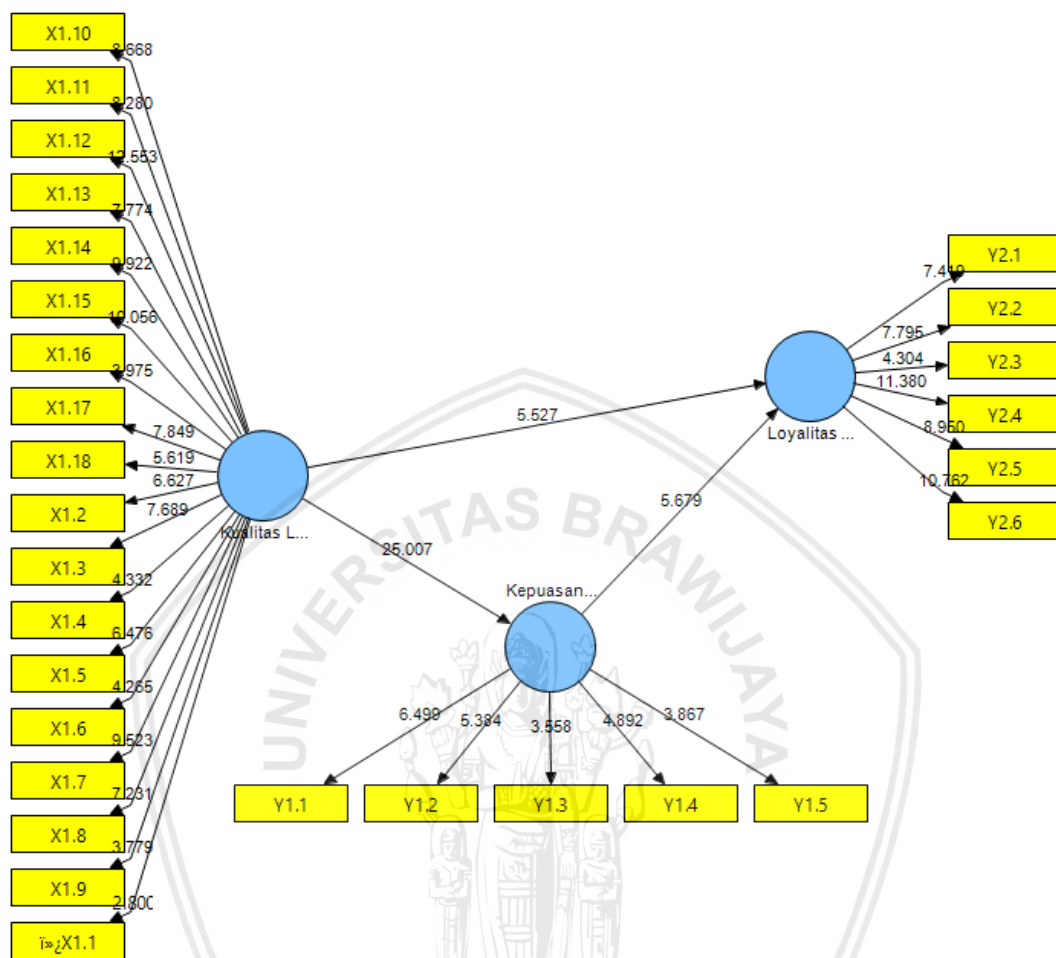 X1.10
8.668
X1.11
8.280
X1.12
12.553
X1.13
7.774
X1.14
9.922
X1.15
10.056
X1.16
3.975
X1.17
7.849
X1.18
5.619
X1.2
6.627
X1.3
7.689
X1.4
4.332
X1.5
6.476
X1.6
4.265
X1.7
9.523
X1.8
7.231
X1.9
3.779
ï»¿X1.1
2.800
Kualitas L...
5.527
25.007
5.679
Kepuasan...
6.499
5.384
3.558
4.892
3.867
Y1.1
Y1.2
Y1.3
Y1.4
Y1.5
Loyalitas ...
7.419
Y2.1
7.795
Y2.2
4.304
Y2.3
11.380
Y2.4
8.950
Y2.5
10.762
Y2.6
UNIVERSITAS BRAWIJAYA